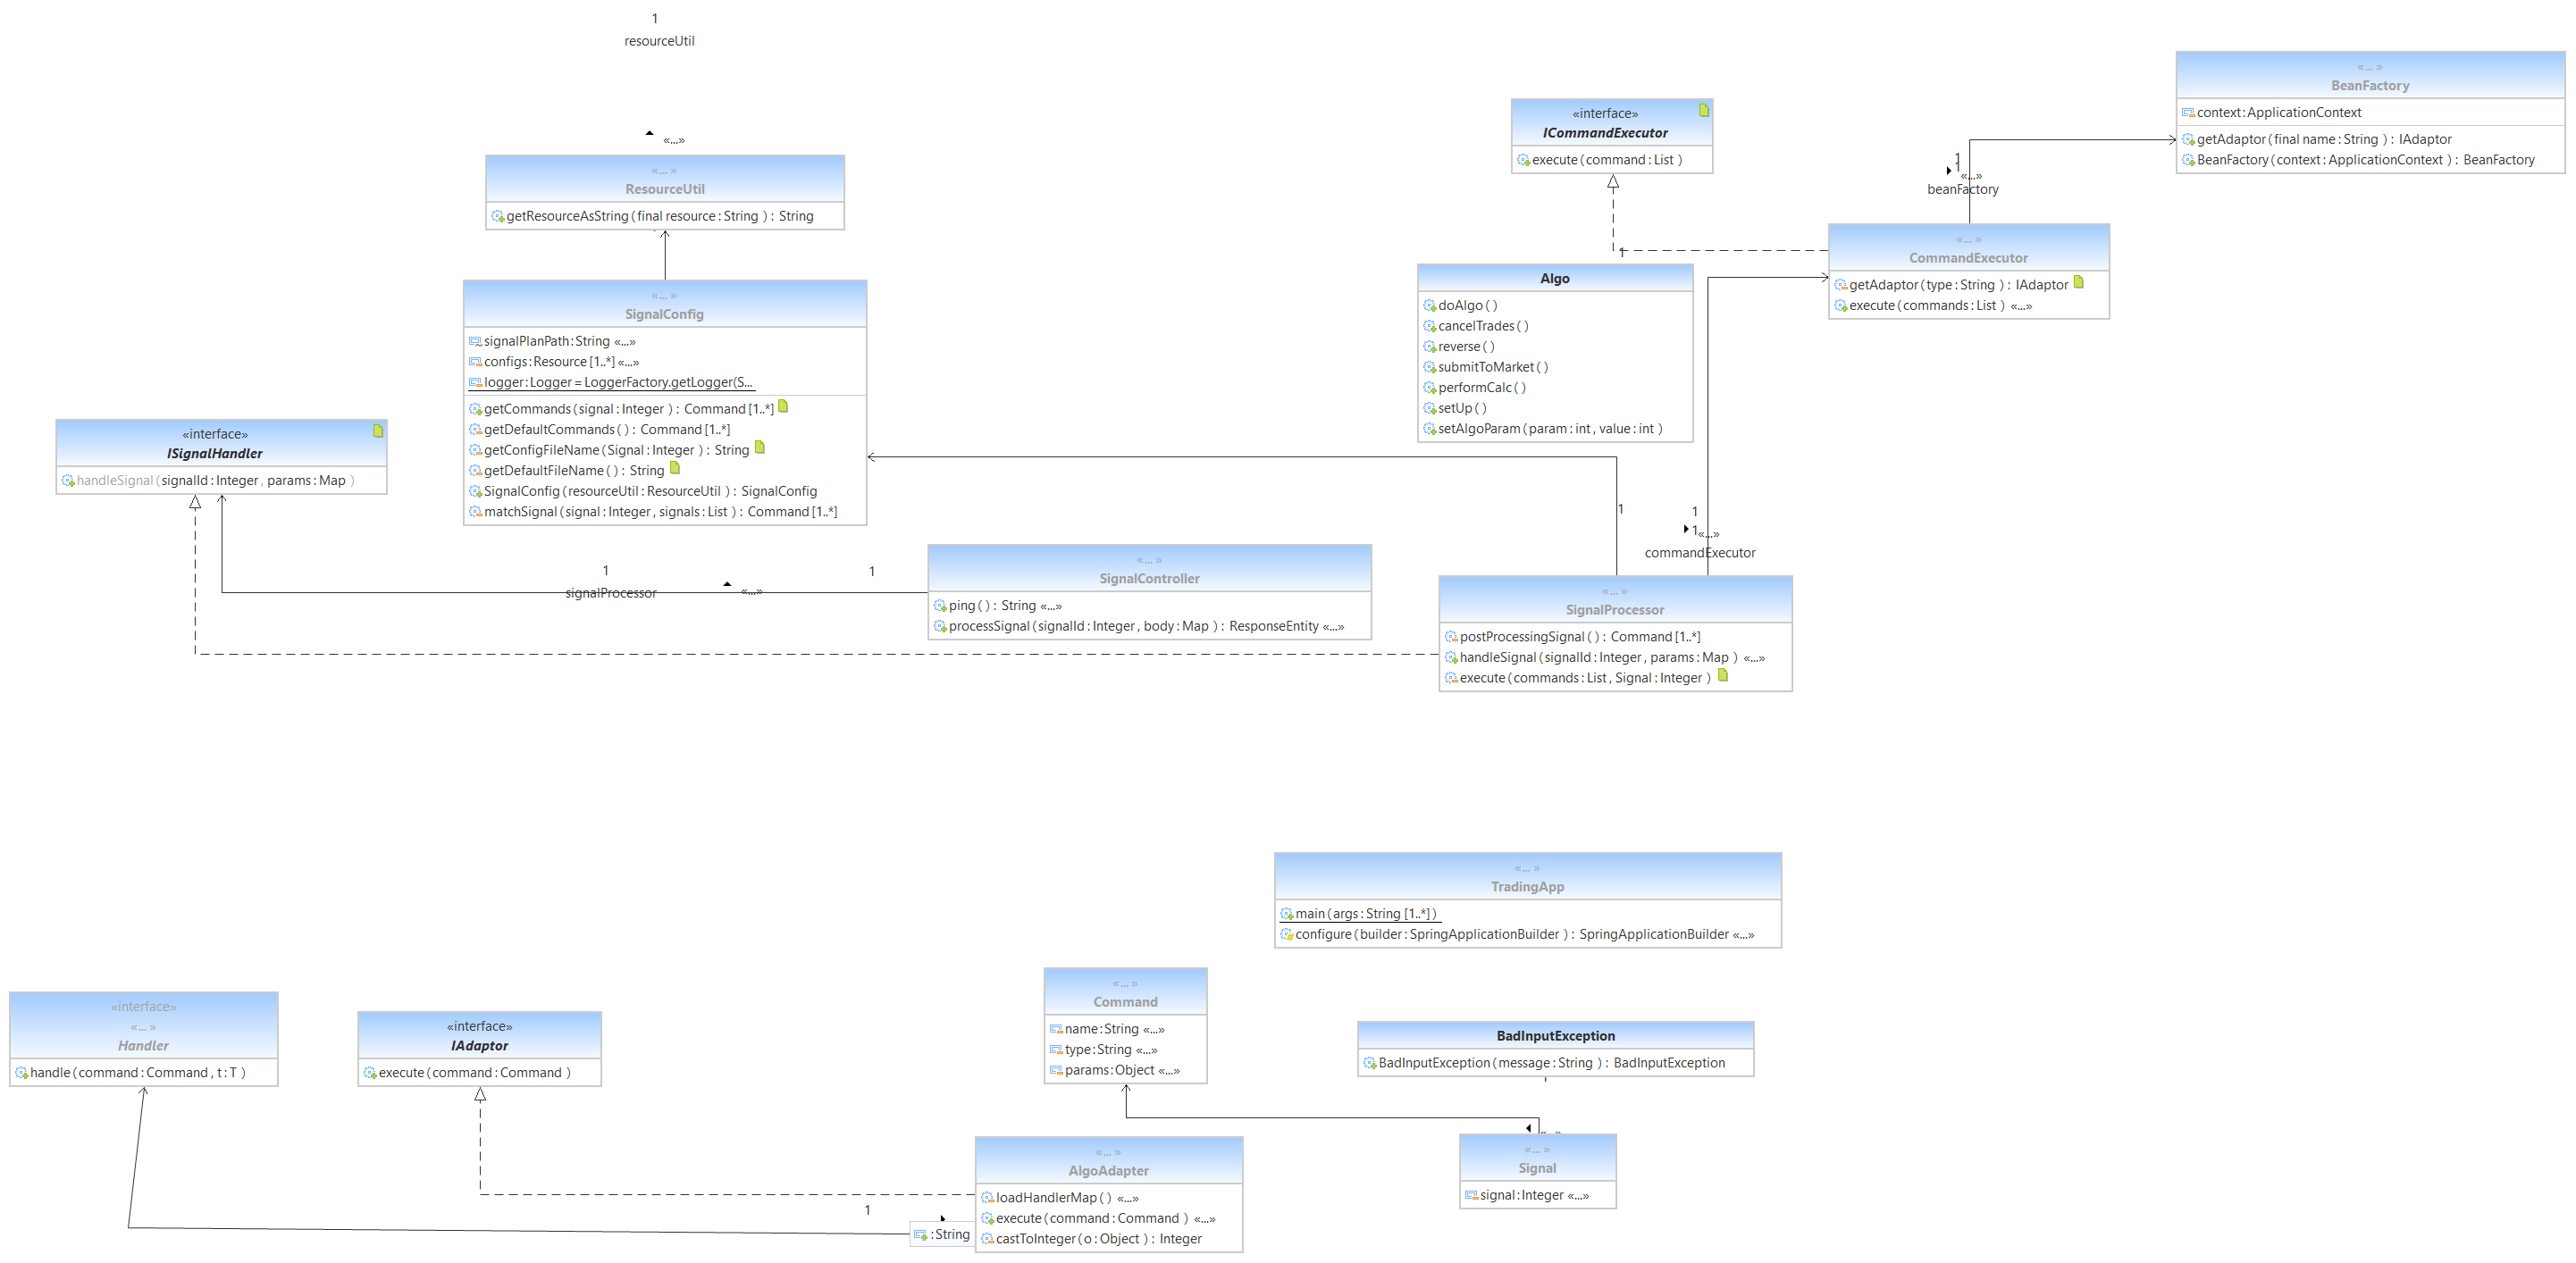 1
resourceUtil
«...»
«... »
ResourceUtil
getResourceAsString(final resource:String ): String
«... »
SignalConfig
signalPlanPath:String «...»
configs:Resource [1..*] «...»
logger:Logger = LoggerFactory.getLogger(S...
getCommands(signal:Integer ): Command [1..*]
getDefaultCommands(): Command [1..*]
getConfigFileName(Signal:Integer ): String
getDefaultFileName(): String
SignalConfig(resourceUtil:ResourceUtil ): SignalConfig
matchSignal(signal:Integer, signals:List ): Command [1..*]
«interface»
ICommandExecutor
execute(command:List )
«... »
BeanFactory
context:ApplicationContext
getAdaptor(final name:String ): IAdaptor
BeanFactory(context:ApplicationContext ): BeanFactory
1
«...»
beanFactory
«... »
CommandExecutor
getAdaptor(type:String ): IAdaptor
execute(commands:List ) «...»
1
Algo
doAlgo()
cancelTrades()
reverse()
submitToMarket()
performCalc()
setUp()
setAlgoParam(param:int, value:int )
«interface»
ISignalHandler
handleSignal(signalId:Integer, params:Map )
1
signalProcessor
«...»
1
«... »
SignalController
ping(): String «...»
processSignal(signalId:Integer, body:Map ): ResponseEntity «...»
1
1
1
«...»
commandExecutor
«... »
SignalProcessor
postProcessingSignal(): Command [1..*]
handleSignal(signalId:Integer, params:Map ) «...»
execute(commands:List, Signal:Integer )
«... »
TradingApp
main(args:String [1..*])
configure(builder:SpringApplicationBuilder ): SpringApplicationBuilder «...»
«interface»
«... »
Handler
handle(command:Command, t:T )
«interface»
IAdaptor
execute(command:Command )
«... »
Command
name:String «...»
type:String «...»
params:Object «...»
BadInputException
BadInputException(message:String ): BadInputException
«... »
AlgoAdapter
loadHandlerMap() «...»
execute(command:Command ) «...»
castToInteger(o:Object ): Integer
1
:String
«... »
Signal
signal:Integer «...»